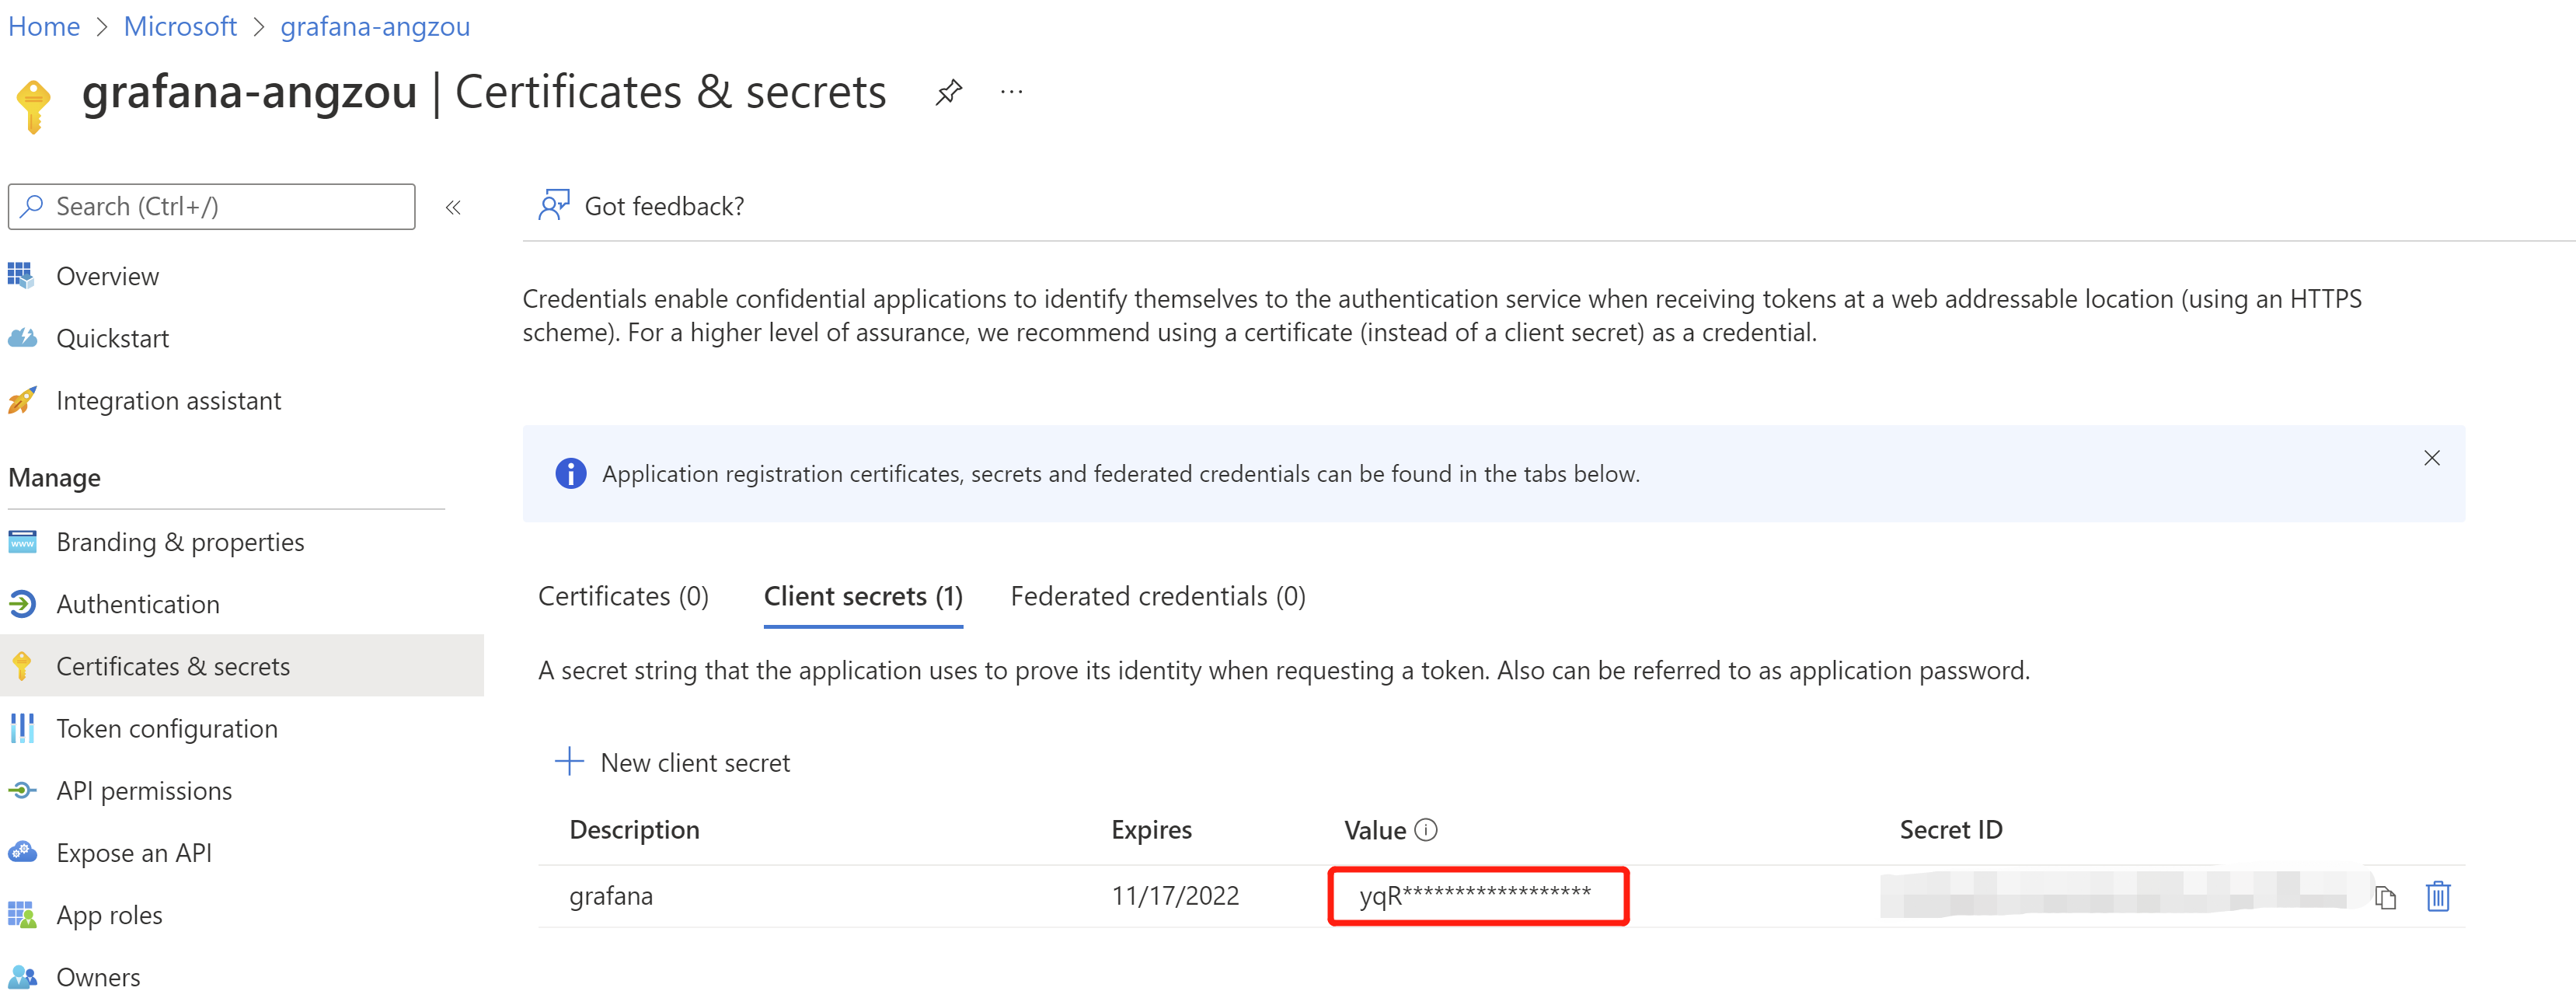 Home > Microsoft > grafana-angzou
grafana-angzou | Certificates & secrets ...
Search (Ctrl+/) «
Got feedback?
Overview
Quickstart
Integration assistant
Manage
Branding & properties
Authentication
Certificates & secrets
Token configuration
API permissions
Expose an API
App roles
Owners
Credentials enable confidential applications to identify themselves to the authentication service when receiving tokens at a web addressable location (using an HTTPS
scheme). For a higher level of assurance, we recommend using a certificate (instead of a client secret) as a credential.
Application registration certificates, secrets and federated credentials can be found in the tabs below.
Certificates (0) Client secrets (1) Federated credentials (0)
A secret string that the application uses to prove its identity when requesting a token. Also can be referred to as application password.
New client secret
Description Expires Value Secret ID
grafana 11/17/2022 yqR******************